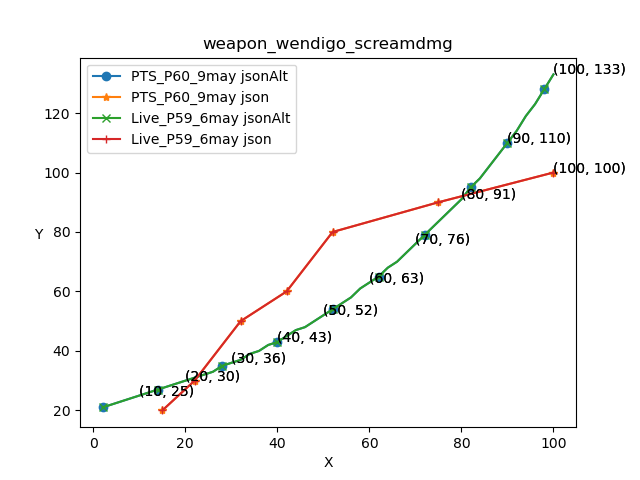 weapon_wendigo_screamdmg
PTS_P60_9may jsonAlt
PTS_P60_9may json
Live_P59_6may jsonAlt
Live_P59_6may json
(100, 133)
(90, 110)
(100, 100)
(80, 91)
(70, 76)
(60, 63)
(50, 52)
(40, 43)
(30, 36)
(20, 30)
(10, 25)
Y
120
100
80
60
40
20
0 20 40 60 80 100
X